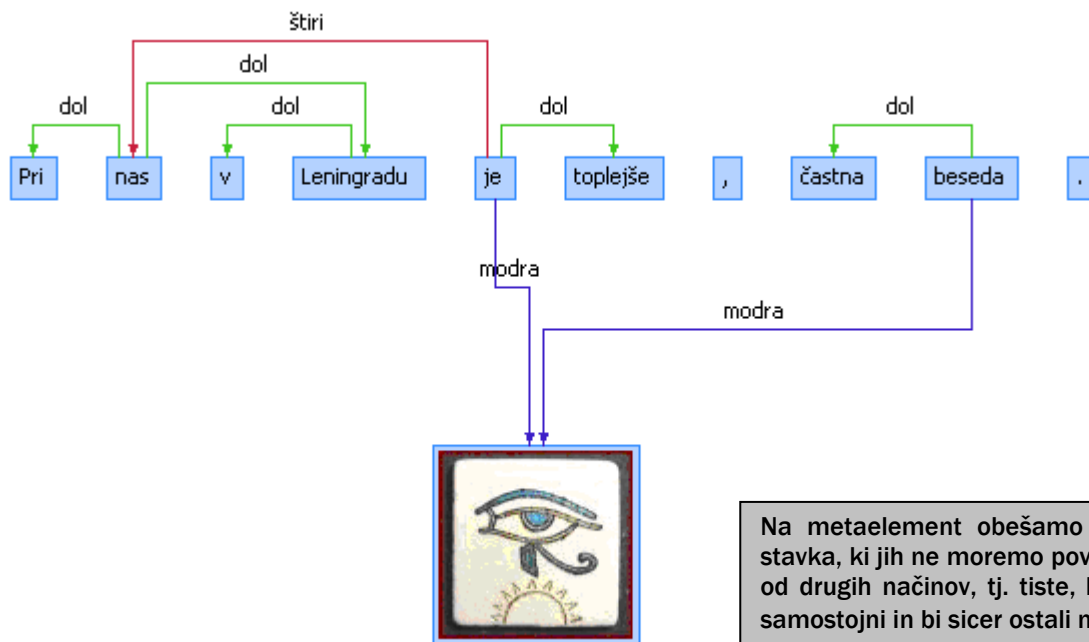 štiri
dol
dol dol dol dol
Pri nas v Leningradu je toplejše , častna beseda .
modra
modra
Na metaelement obešamo
stavka, ki jih ne moremo pov
od drugih načinov, tj. tiste,
samostojni in bi sicer ostali n